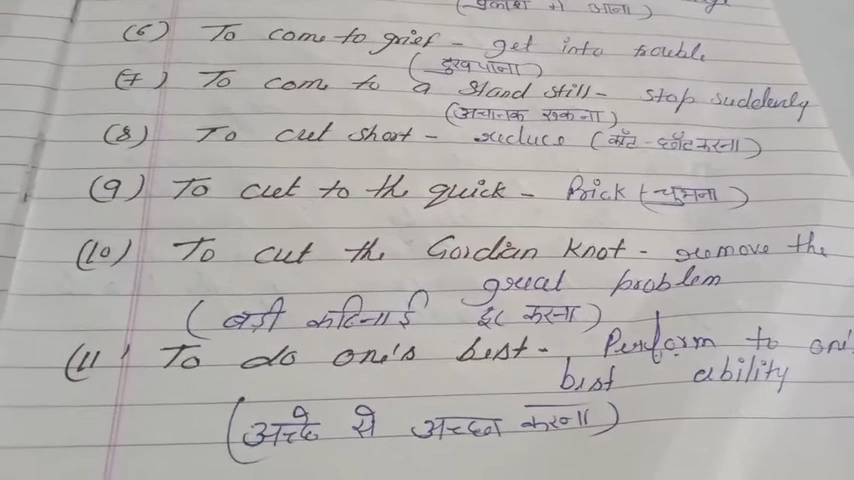 (प्रकाश में आना)
(6) To come to grief - get into trouble
(दुख पाना)
(7) To come to a stand still - stop suddenly
(अचानक रुकना)
(8) To cut short - reduce (काँट - छाँट करना)
(9) To cut to the quick - Prick (चुभना)
(10) To cut the Gordian Knot - remove the
great problem
(बड़ी कठिनाई दूर करना)
(11) To do one's best - Perform to one's
best ability
(अच्छे से अच्छा करना)